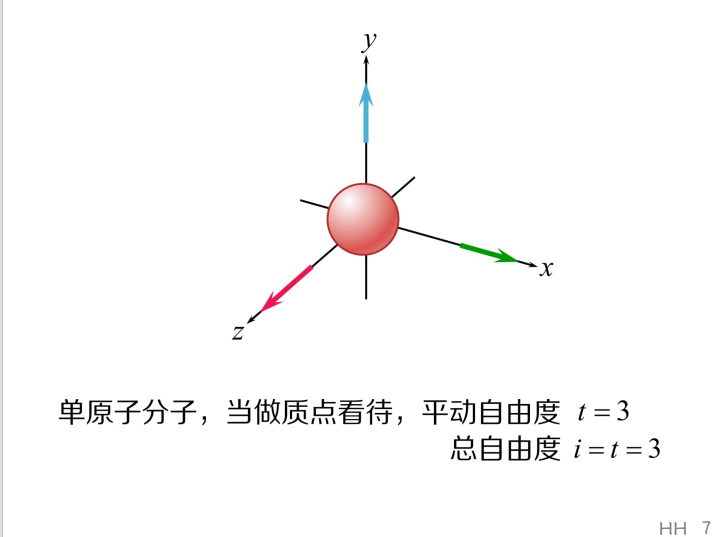 y
x
z
单原子分子，当做质点看待，平动自由度 t = 3
总自由度 i = t = 3
HH 7